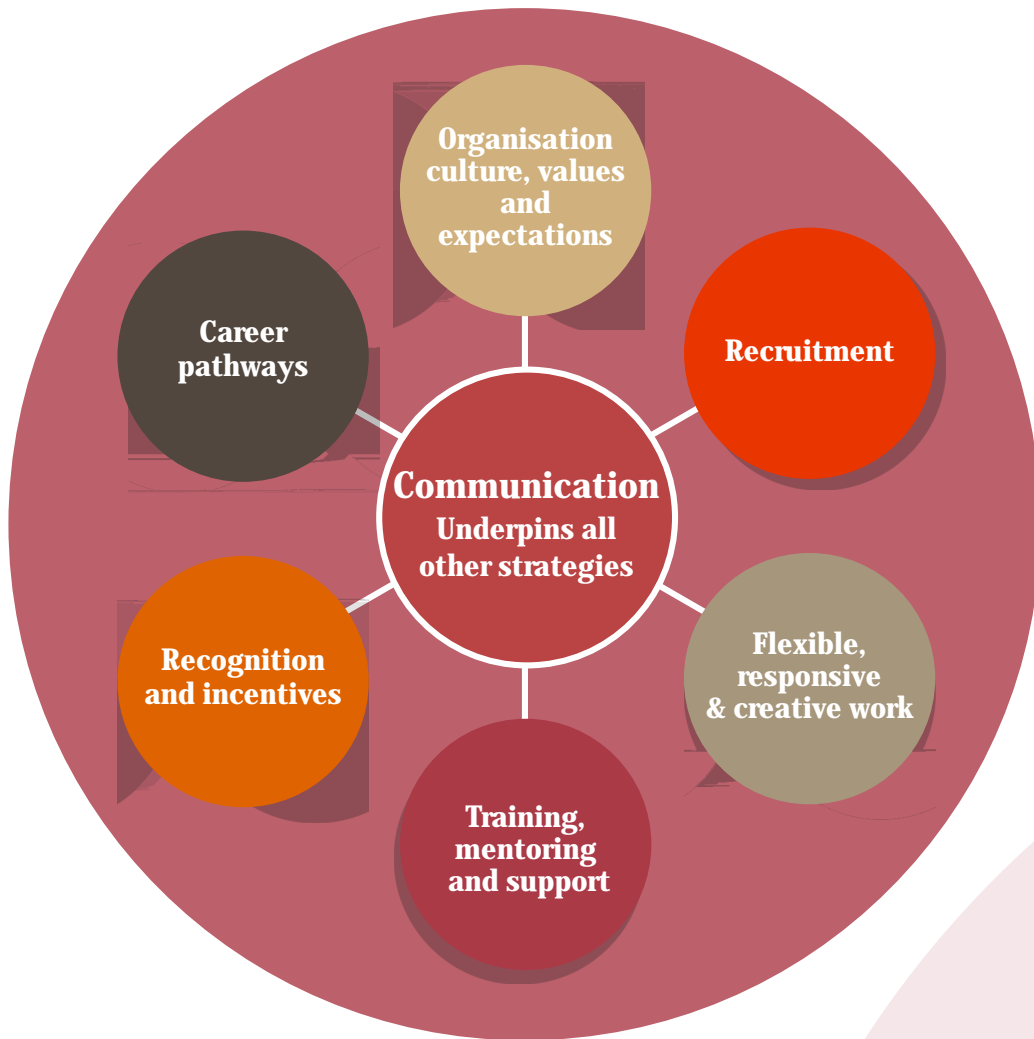 Organisation
culture, values
and
expectations
Recruitment
Career
pathways
Communication
Underpins all
other strategies
Flexible,
responsive
& creative work
Recognition
and incentives
Training,
mentoring
and support